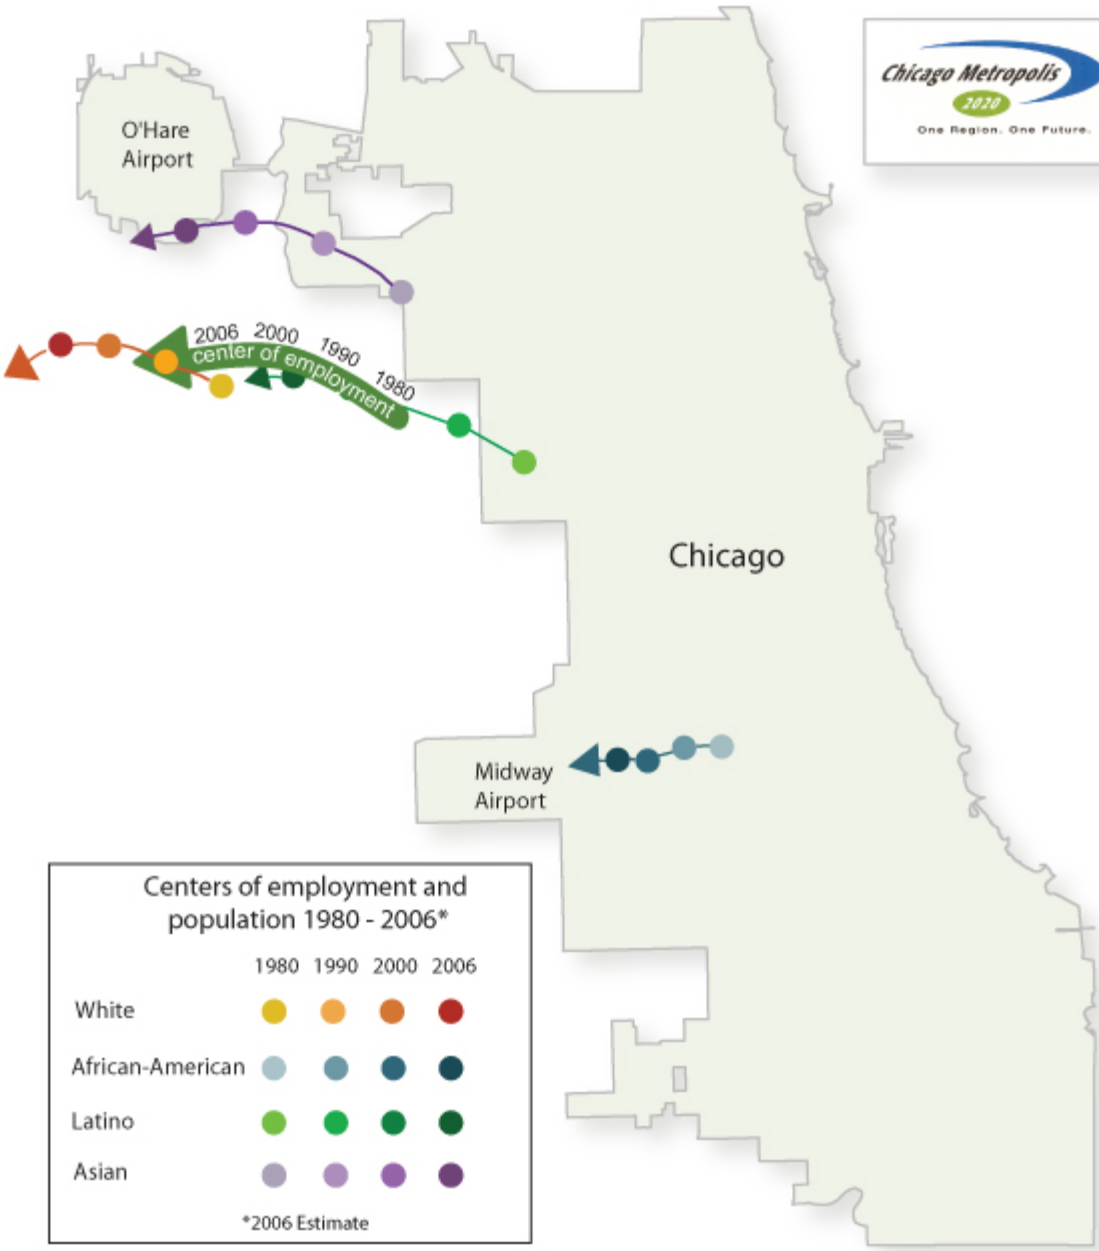 Chicago Metropolis
2020
One Region. One Future.
O'Hare
Airport
2006 2000 1990 1980
center of employment
Chicago
Midway
Airport
Centers of employment and
population 1980 - 2006*
1980 1990 2000 2006
White
African-American
Latino
Asian
*2006 Estimate